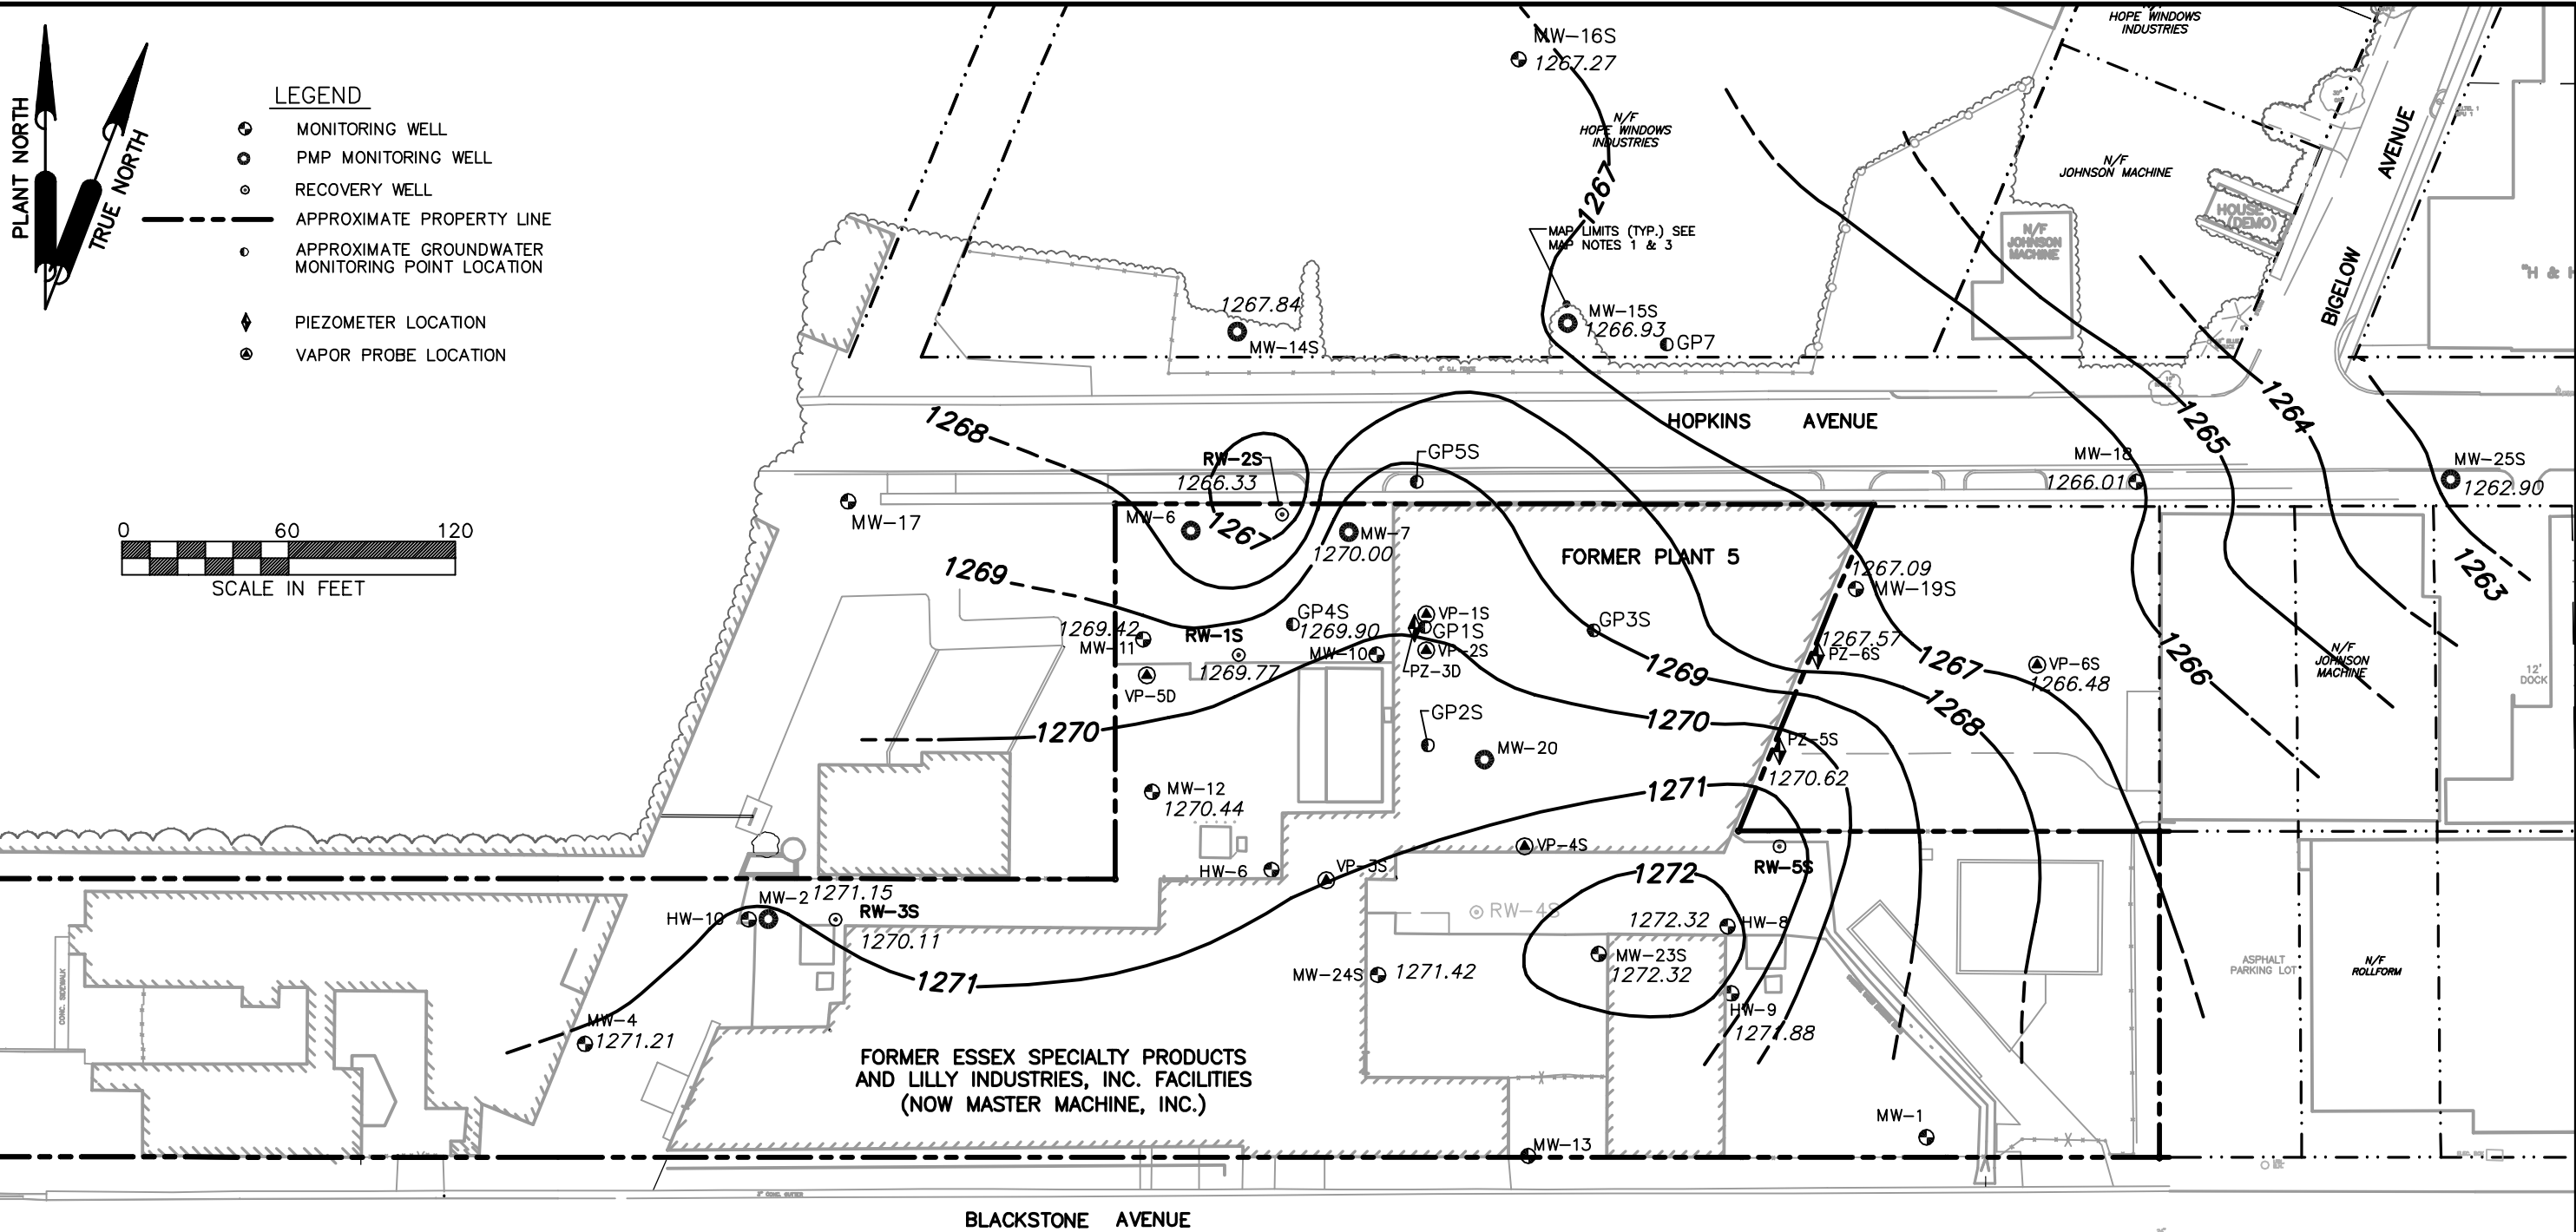 PLANT NORTH
TRUE NORTH
LEGEND
MONITORING WELL
PMP MONITORING WELL
RECOVERY WELL
APPROXIMATE PROPERTY LINE
APPROXIMATE GROUNDWATER
MONITORING POINT LOCATION
PIEZOMETER LOCATION
VAPOR PROBE LOCATION
0 60 120
SCALE IN FEET
MW-16S
1267.27
N/F
HOPE WINDOWS
INDUSTRIES
HOPE WINDOWS
INDUSTRIES
N/F
JOHNSON MACHINE
N/F
JOHNSON
MACHINE
HOUSE
(DEMO)
BIGELOW AVENUE
"H & H
1267
MAP LIMITS (TYP.) SEE
MAP NOTES 1 & 3
1267.84
MW-14S
MW-15S
1266.93
GP7
HOPKINS AVENUE
1268
1265
1264
RW-2S
1266.33
GP5S
MW-18
1266.01
MW-25S
1262.90
MW-17
MW-6
1267
MW-7
1270.00
FORMER PLANT 5
1267.09
MW-19S
1263
1269
GP4S
1269.90
VP-1S
GP1S
VP-2S
PZ-3D
GP3S
1269.42
MW-11
RW-1S
1269.77
MW-10
VP-5D
1269
1267.57
PZ-6S
1267
VP-6S
1266.48
1266
N/F
JOHNSON
MACHINE
12'
DOCK
1270
GP2S
1270
1268
MW-20
PZ-5S
1270.62
MW-12
1270.44
1271
VP-4S
RW-5S
HW-6
VP-3S
1272
MW-2
1271.15
HW-10
RW-3S
1270.11
RW-4S
1272.32
HW-8
MW-23S
1272.32
MW-24S
1271.42
1271
HW-9
1271.88
ASPHALT
PARKING LOT
N/F
ROLLFORM
CONC. SIDEWALK
MW-4
1271.21
FORMER ESSEX SPECIALTY PRODUCTS
AND LILLY INDUSTRIES, INC. FACILITIES
(NOW MASTER MACHINE, INC.)
MW-1
MW-13
BLACKSTONE AVENUE